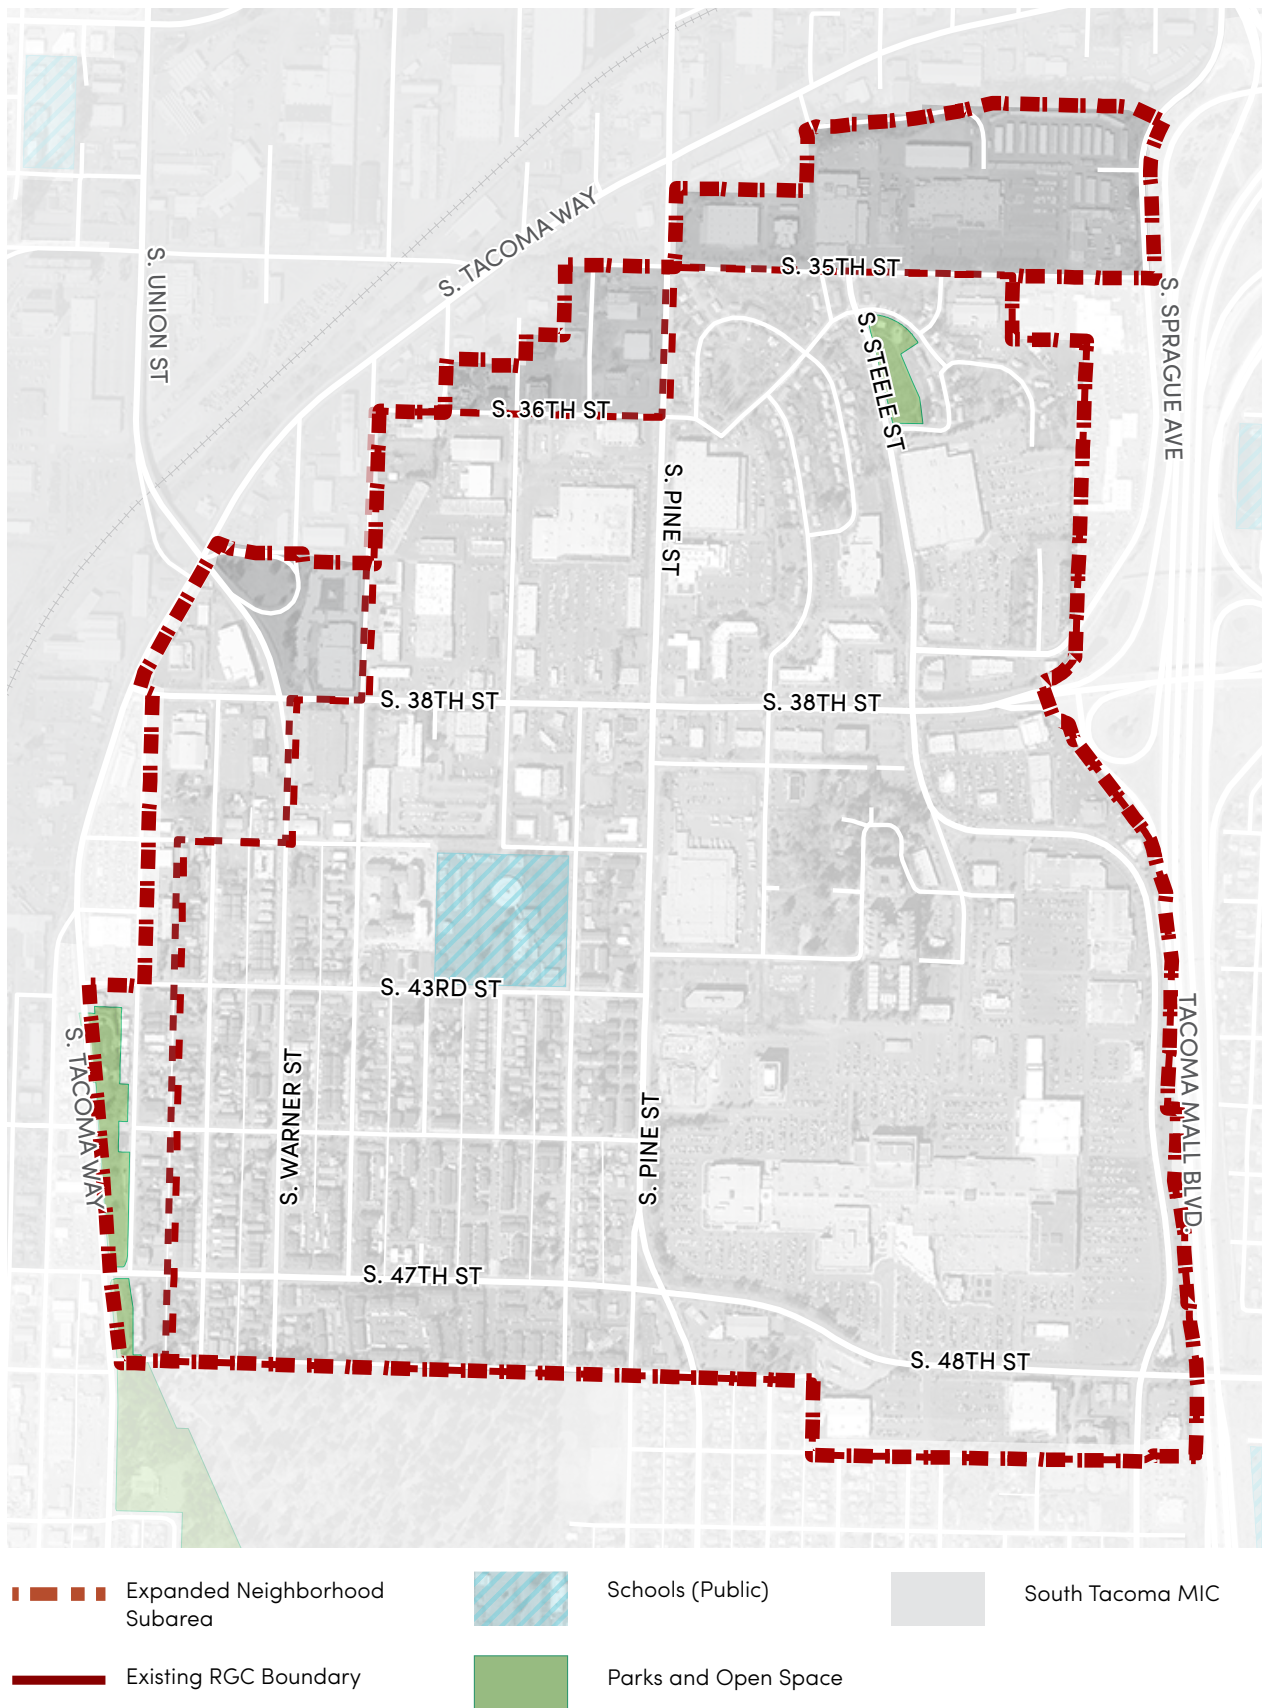 S. TACOMA WAY
S. UNION ST
S. 35TH ST
S. SPRAGUE AVE
S. STEELE ST
S. 36TH ST
S. PINE ST
S. 38TH ST
S. 38TH ST
S. 43RD ST
TACOMA MALL BLVD.
S. TACOMA WAY
S. WARNER ST
S. PINE ST
S. 47TH ST
S. 48TH ST
Expanded Neighborhood
Subarea
Schools (Public)
South Tacoma MIC
Existing RGC Boundary
Parks and Open Space